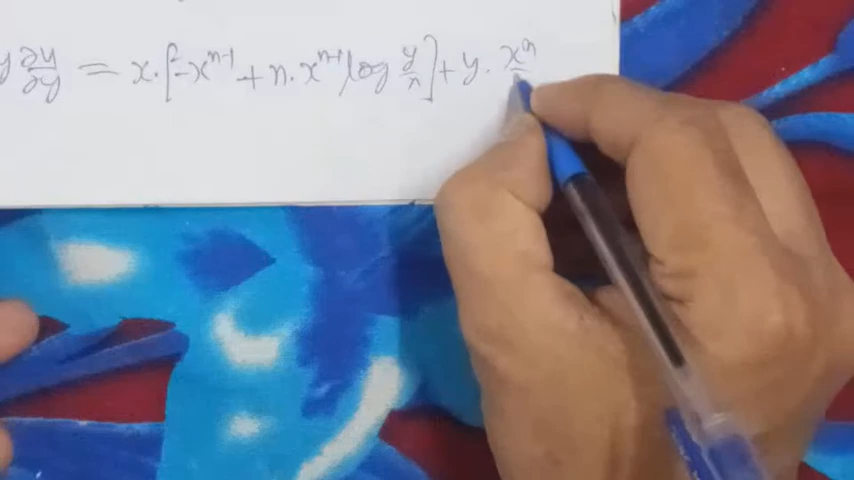 y ∂u/∂y = x·[-x^{n-1} + n·x^{n-1} log y/x] + y· x^n